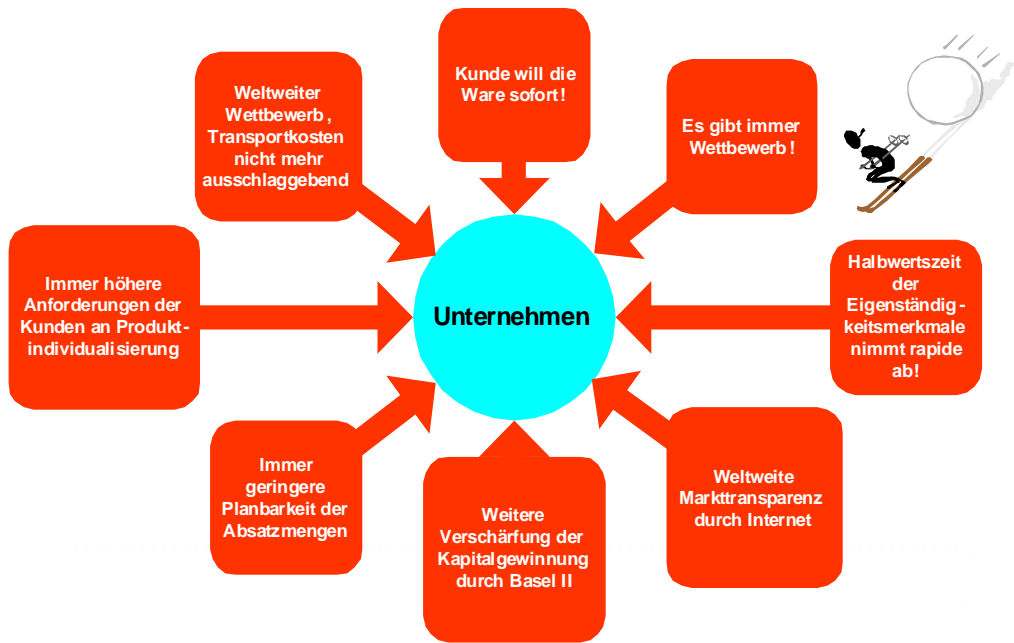 Kunde will die
Ware sofort!
Weltweiter
Wettbewerb,
Transportkosten
nicht mehr
ausschlaggebend
Es gibt immer
Wettbewerb!
Immer höhere
Anforderungen der
Kunden an Produkt-
individualisierung
Unternehmen
Halbwertszeit
der
Eigenständig-
keitsmerkmale
nimmt rapide
ab!
Immer
geringere
Planbarkeit der
Absatzmengen
Weitere
Verschärfung der
Kapitalgewinnung
durch Basel II
Weltweite
Markttransparenz
durch Internet